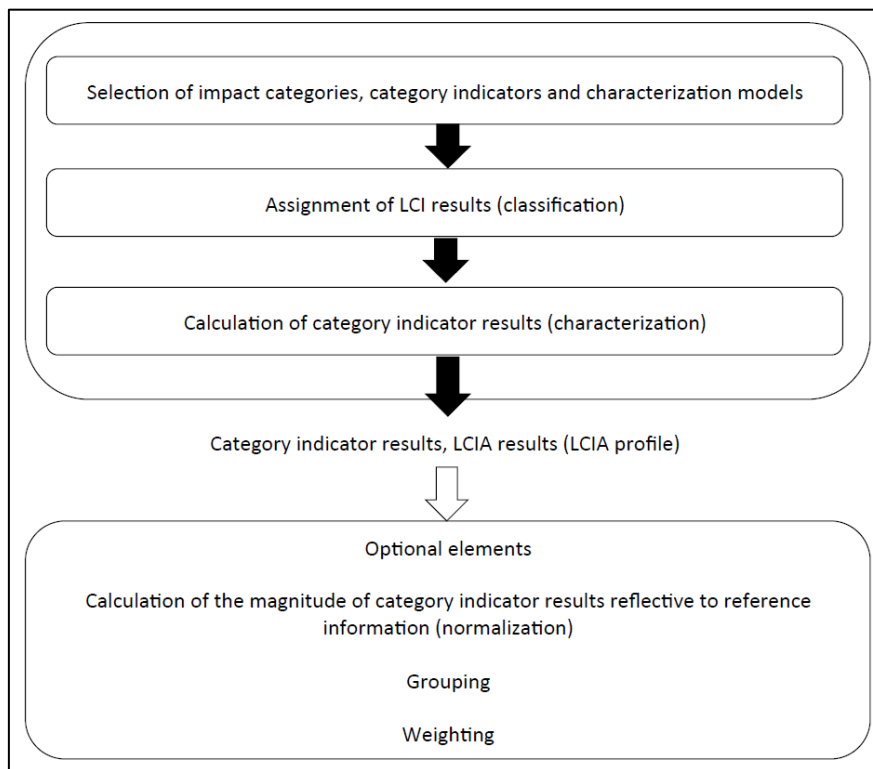 Selection of impact categories, category indicators and characterization models
Assignment of LCI results (classification)
Calculation of category indicator results (characterization)
Category indicator results, LCIA results (LCIA profile)
Optional elements
Calculation of the magnitude of category indicator results reflective to reference
information (normalization)
Grouping
Weighting